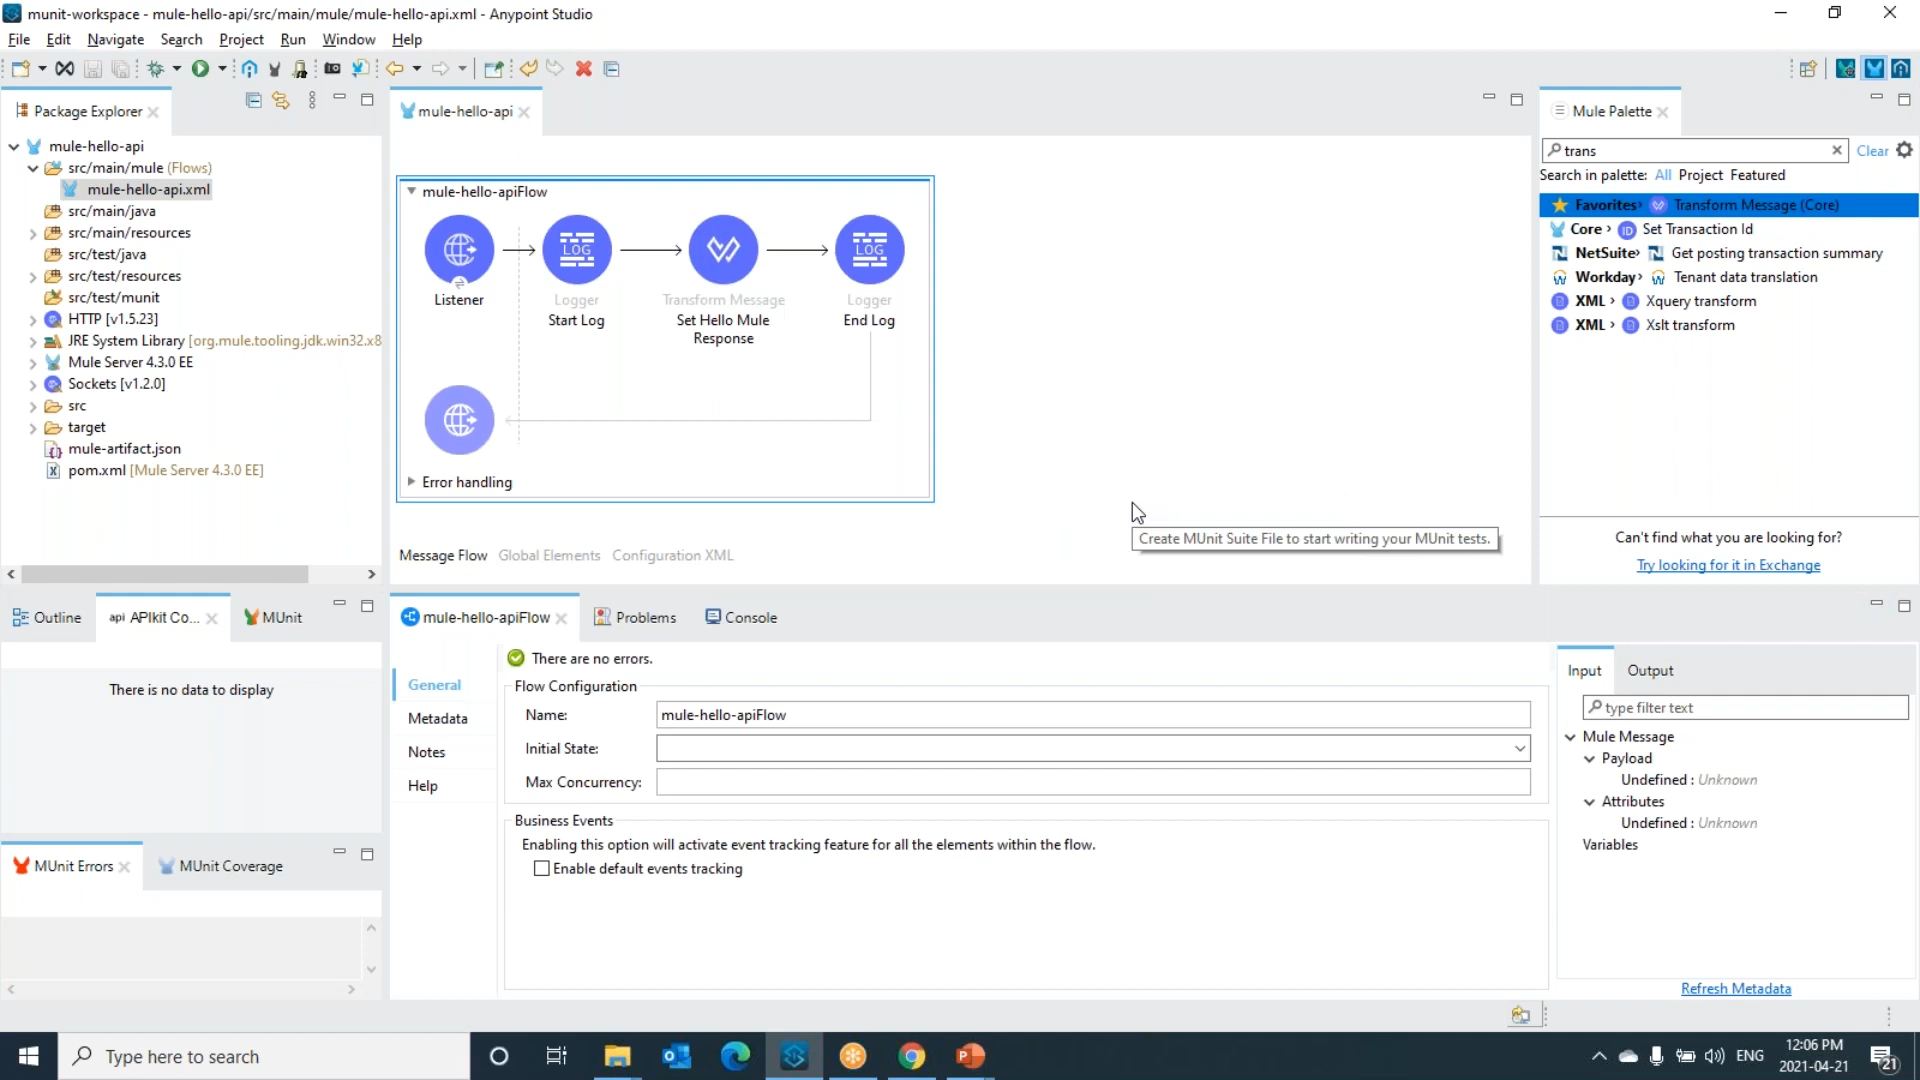 munit-workspace - mule-hello-api/src/main/mule/mule-hello-api.xml - Anypoint Studio
File Edit Navigate Search Project Run Window Help
Package Explorer
mule-hello-api
src/main/mule (Flows)
mule-hello-api.xml
src/main/java
src/main/resources
src/test/java
src/test/resources
src/test/munit
HTTP [v1.5.23]
JRE System Library [org.mule.tooling.jdk.win32.x8
Mule Server 4.3.0 EE
Sockets [v1.2.0]
src
target
mule-artifact.json
pom.xml [Mule Server 4.3.0 EE]
mule-hello-api
mule-hello-apiFlow
LOG
LOG
Listener
Logger
Start Log
Transform Message
Set Hello Mule
Response
Logger
End Log
Error handling
Create MUnit Suite File to start writing your MUnit tests.
Message Flow Global Elements Configuration XML
Mule Palette
trans
Clear
Search in palette: All Project Featured
Favorites› Transform Message (Core)
Core › ID Set Transaction Id
NetSuite› Get posting transaction summary
Workday› Tenant data translation
XML › Xquery transform
XML › Xslt transform
Can't find what you are looking for?
Try looking for it in Exchange
Outline
api APIkit Co...
MUnit
There is no data to display
MUnit Errors
MUnit Coverage
mule-hello-apiFlow
Problems
Console
There are no errors.
General
Metadata
Notes
Help
Flow Configuration
Name: mule-hello-apiFlow
Initial State:
Max Concurrency:
Business Events
Enabling this option will activate event tracking feature for all the elements within the flow.
Enable default events tracking
Input Output
type filter text
Mule Message
Payload
Undefined : Unknown
Attributes
Undefined : Unknown
Variables
Refresh Metadata
Type here to search
ENG
12:06 PM
2021-04-21
21